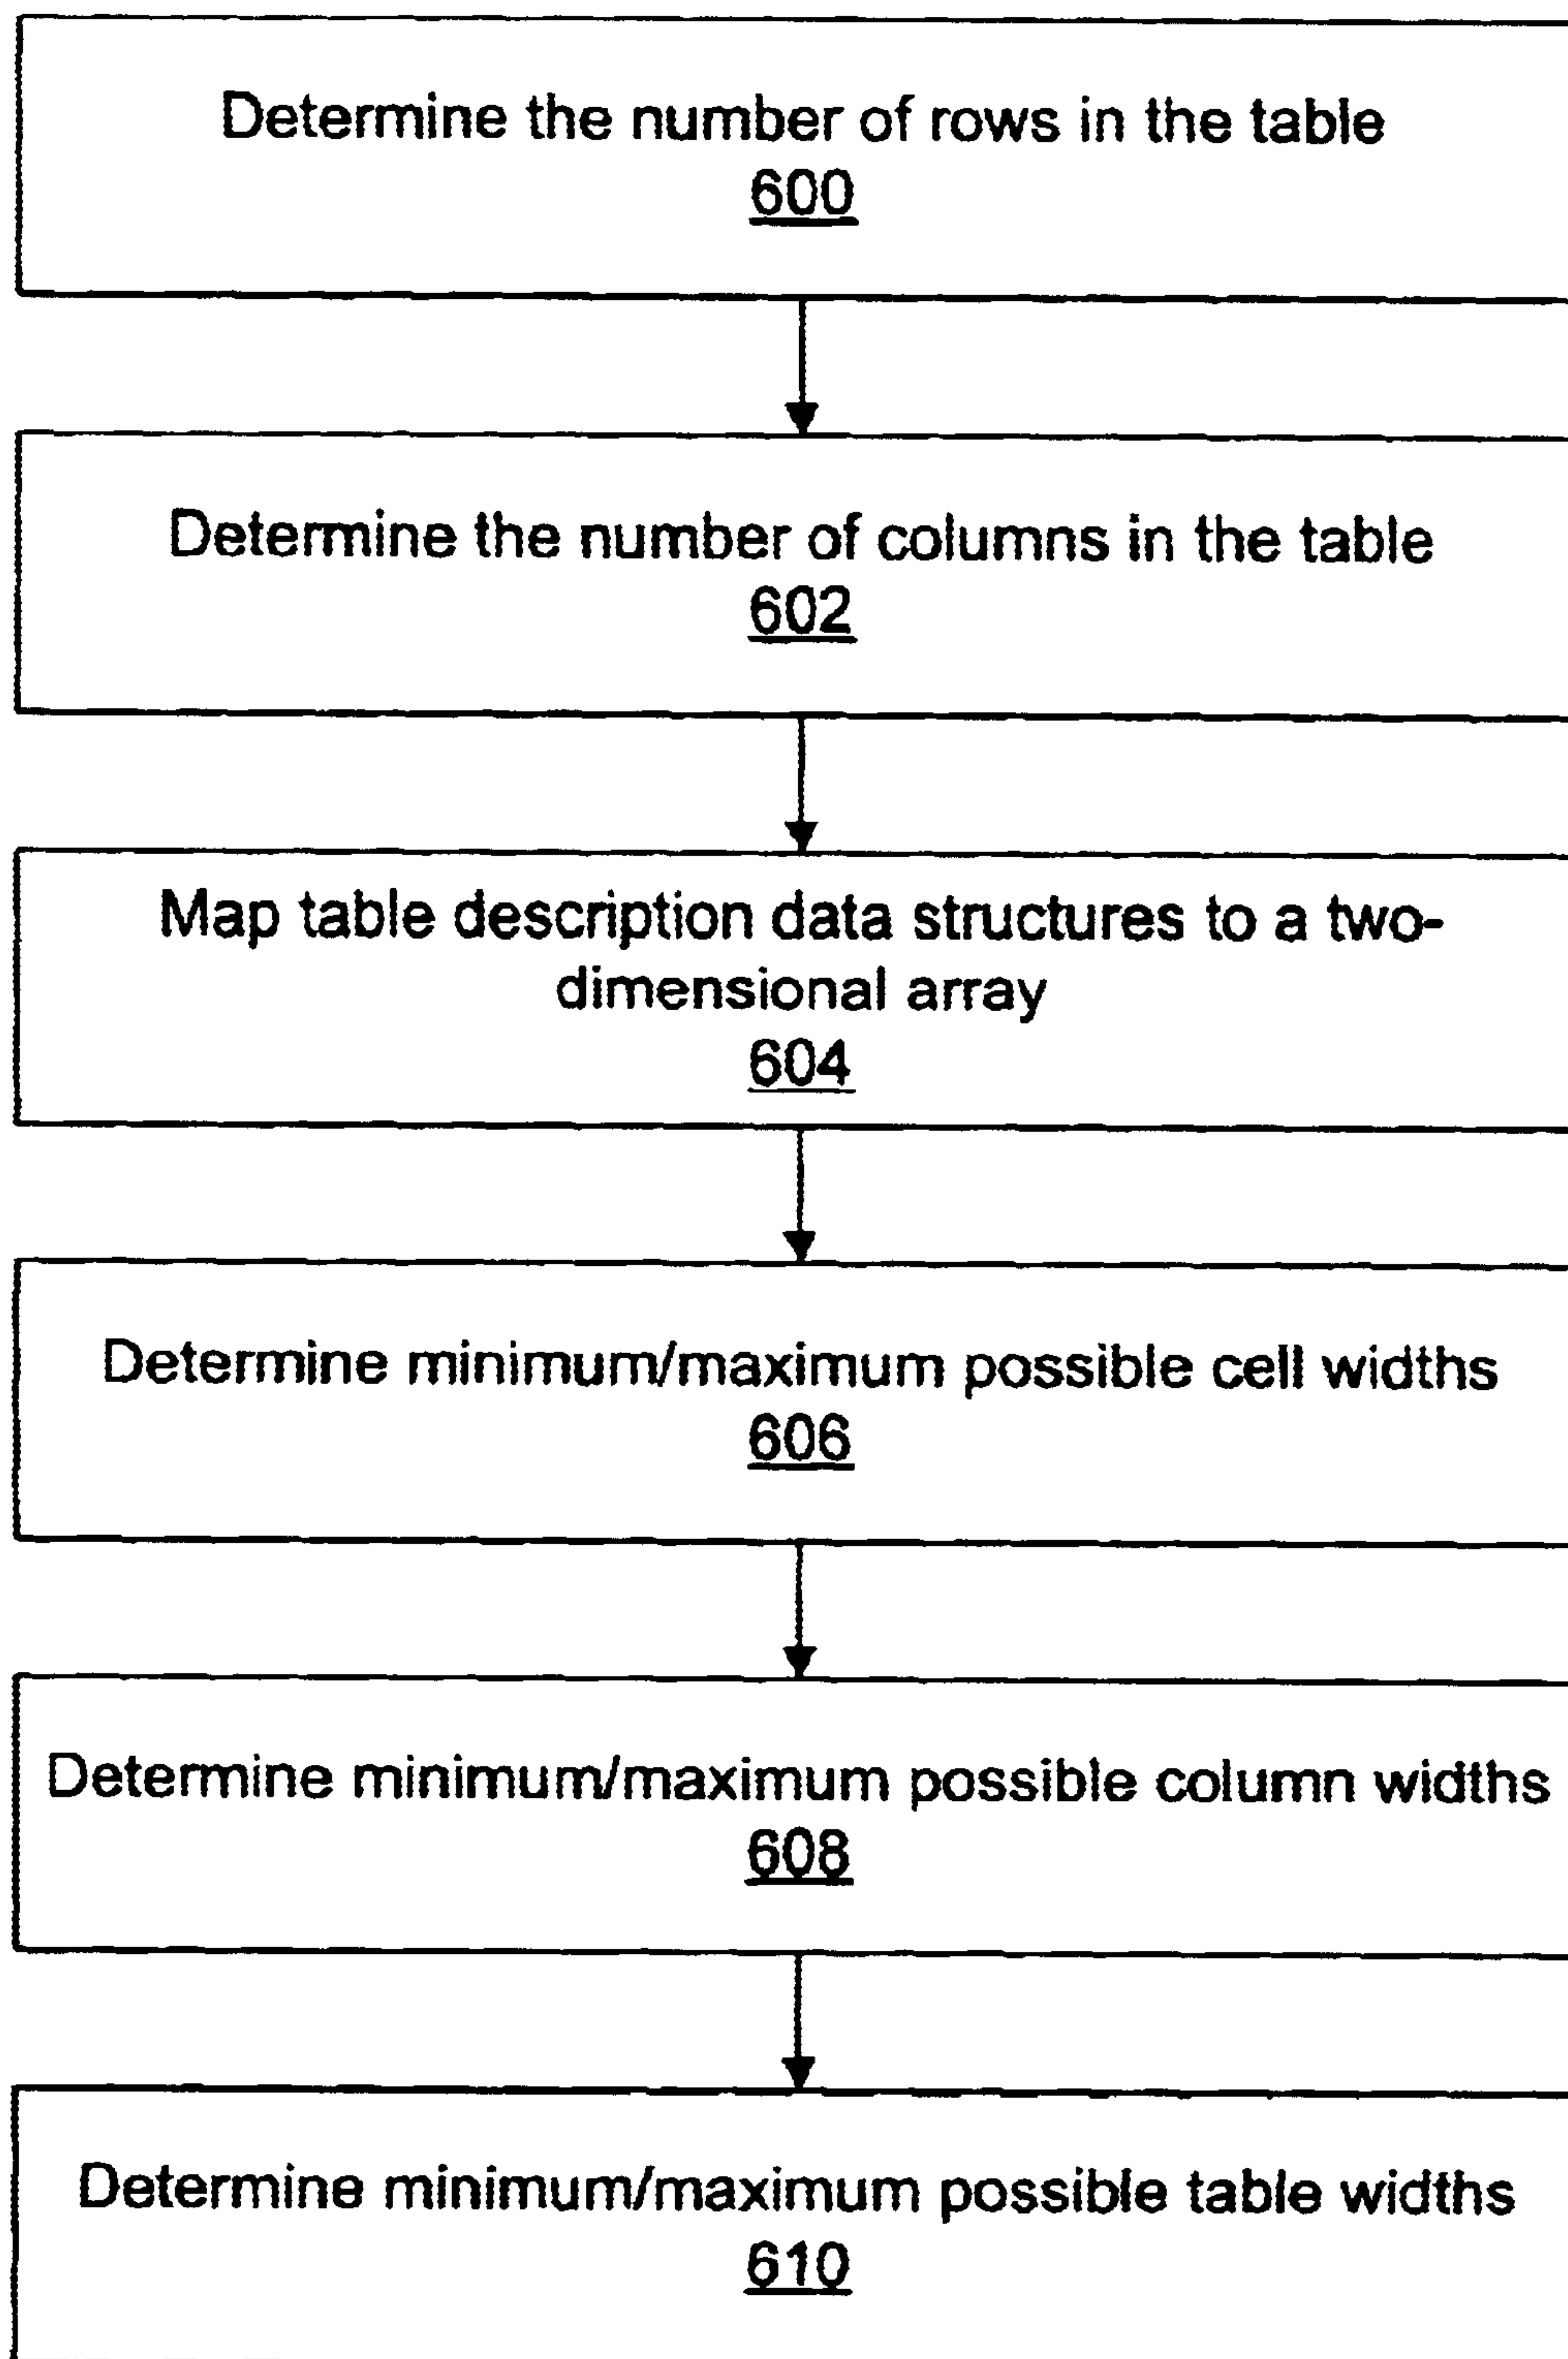 Determine the number of rows in the table
600
Determine the number of columns in the table
602
Map table description data structures to a two-
dimensional array
604
Determine minimum/maximum possible cell widths
606
Determine minimum/maximum possible column widths
608
Determine minimum/maximum possible table widths
610